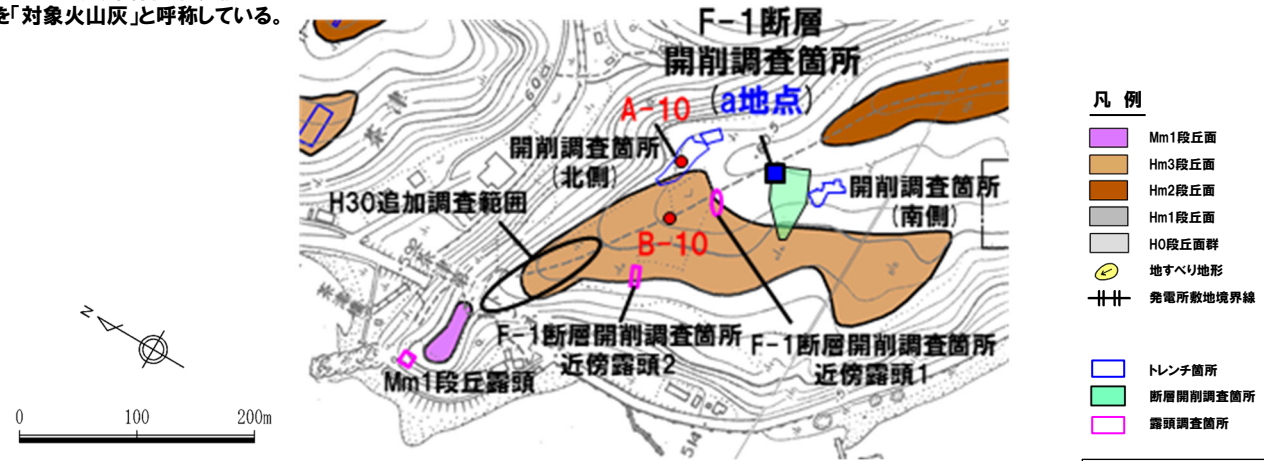 を「対象火山灰」と呼称している。
F-1断層
開削調査箇所
(a地点)
A-10
開削調査箇所
(北側)
H30追加調査範囲
開削調査箇所
(南側)
B-10
F-1断層開削調査箇所
近傍露頭2
F-1断層開削調査箇所
近傍露頭1
Mm1段丘露頭
60
50
514
N
0 100 200m
凡 例
Mm1段丘面
Hm3段丘面
Hm2段丘面
Hm1段丘面
H0段丘面群
地すべり地形
発電所敷地境界線
トレンチ箇所
断層開削調査箇所
露頭調査箇所